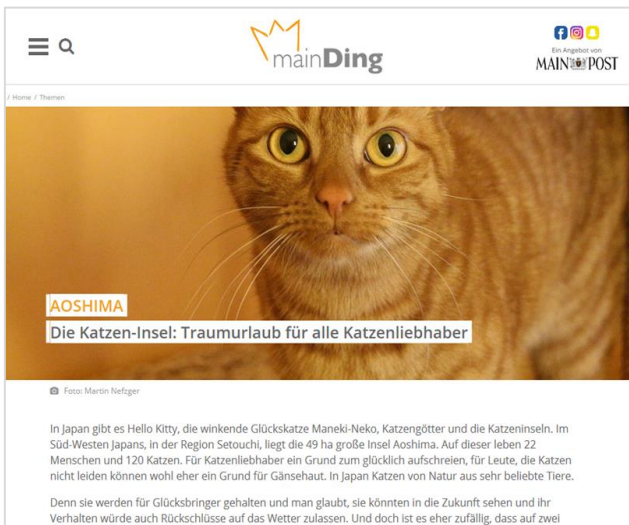 mainDing
Ein Angebot von
MAIN POST
/ Home / Themen
AOSHIMA
Die Katzen-Insel: Traumurlaub für alle Katzenliebhaber
Foto: Martin Nefzger
In Japan gibt es Hello Kitty, die winkende Glückskatze Maneki-Neko, Katzengötter und die Katzeninseln. Im
Süd-Westen Japans, in der Region Setouchi, liegt die 49 ha große Insel Aoshima. Auf dieser leben 22
Menschen und 120 Katzen. Für Katzenliebhaber ein Grund zum glücklich aufschreien, für Leute, die Katzen
nicht leiden können wohl eher ein Grund für Gänsehaut. In Japan Katzen von Natur aus sehr beliebte Tiere.
Denn sie werden für Glücksbringer gehalten und man glaubt, sie könnten in die Zukunft sehen und ihr
Verhalten würde auch Rückschlüsse auf das Wetter zulassen. Und doch ist es eher zufällig, dass auf zwei